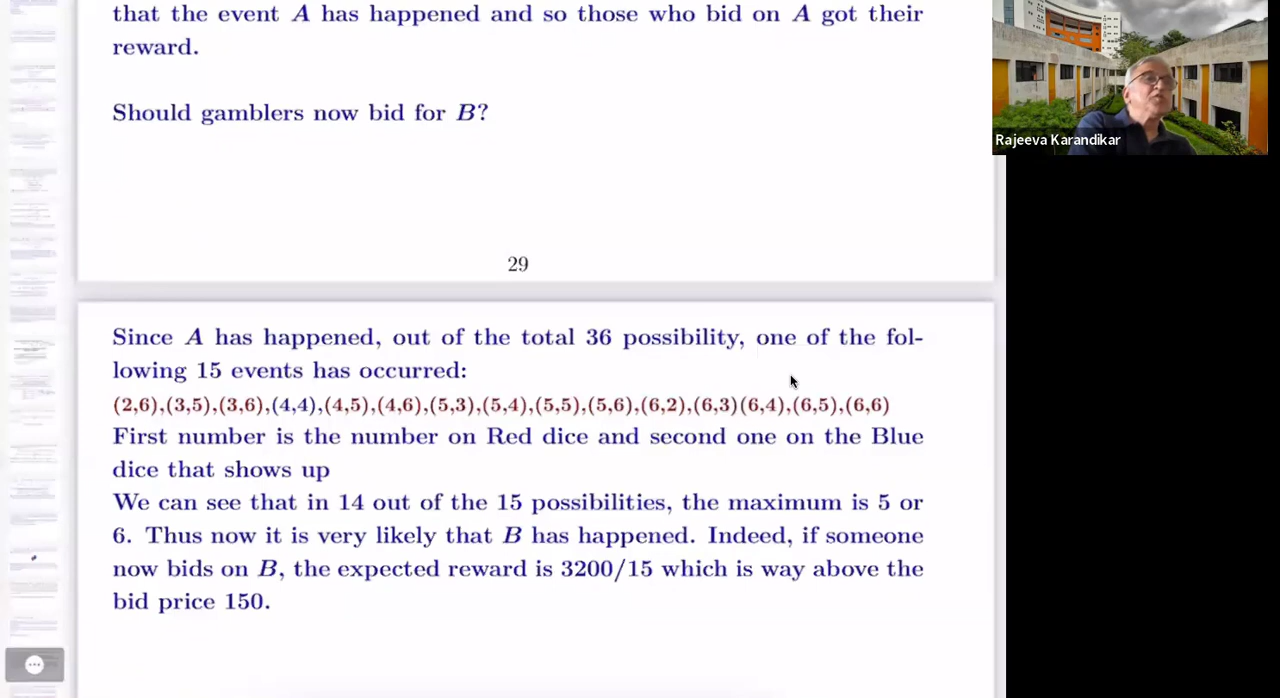 that the event A has happened and so those who bid on A got their
reward.
Should gamblers now bid for B?
29
Since A has happened, out of the total 36 possibility, one of the fol-
lowing 15 events has occurred:
(2,6),(3,5),(3,6),(4,4),(4,5),(4,6),(5,3),(5,4),(5,5),(5,6),(6,2),(6,3)(6,4),(6,5),(6,6)
First number is the number on Red dice and second one on the Blue
dice that shows up
We can see that in 14 out of the 15 possibilities, the maximum is 5 or
6. Thus now it is very likely that B has happened. Indeed, if someone
now bids on B, the expected reward is 3200/15 which is way above the
bid price 150.
Rajeeva Karandikar